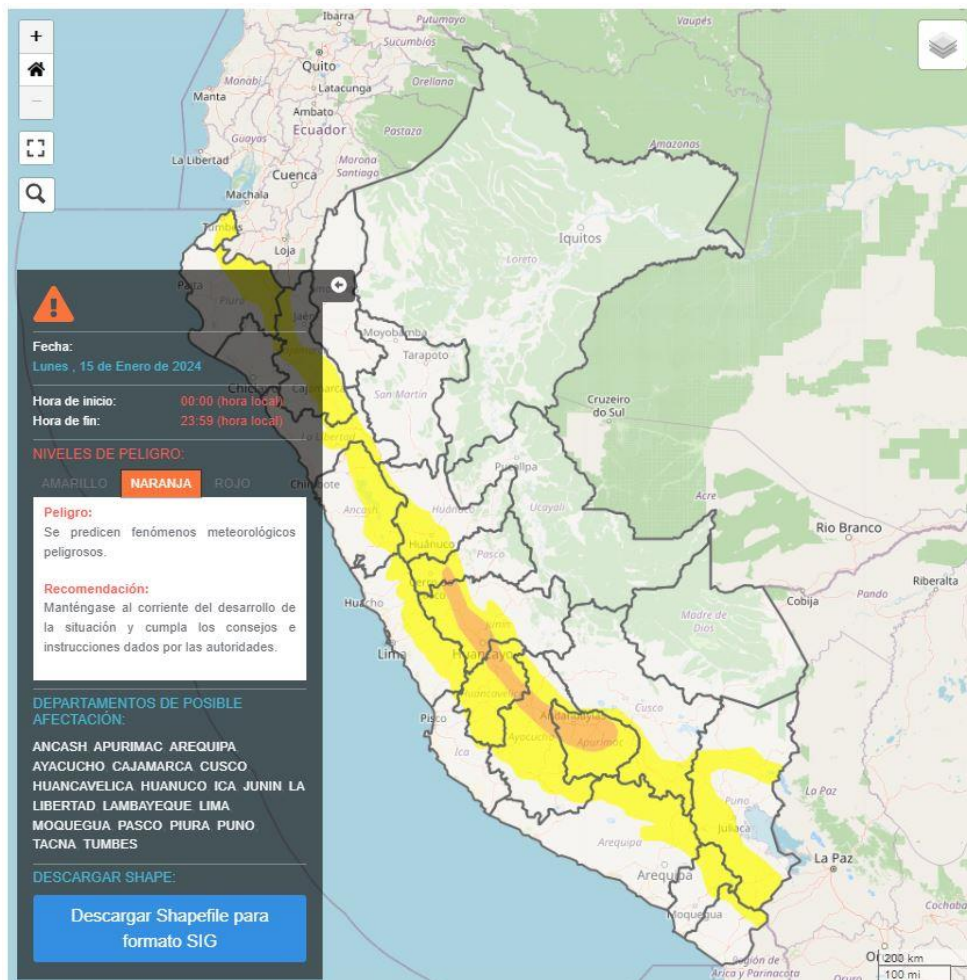 +
−
Ibarra
Putumayo
Vaupés
Quito
Sucumbíos
Manabí
Latacunga
Orellana
Manta
Ambato
Ecuador
Guayas
Pastaza
Amazonas
La Libertad
Morona
Santiago
Cuenca
Machala
Tumbes
Loja
Iquitos
Loreto
Paita
Piura
Jaén
Moyobamba
Tarapoto
Cajamarca
San Martín
Cruzeiro
do Sul
La Libertad
Pucallpa
Acre
Ancash
Huánuco
Ucayali
Rio Branco
Huánuco
Pasco
Riberalta
Huacho
Junín
Madre de
Dios
Cobija
Pando
Lima
Huancayo
Huancavelica
Cusco
Pisco
Andahuaylas
Ayocucho
Apurímac
Ica
La Paz
Puno
Juliaca
Arequipa
La Paz
Arequipa
Moquegua
Cochaba
Región de
Arica y Parinacota
Oruro
200 km
100 mi
Fecha:
Lunes , 15 de Enero de 2024
Hora de inicio: 00:00 (hora local)
Hora de fin: 23:59 (hora local)
NIVELES DE PELIGRO:
AMARILLO NARANJA ROJO
Peligro:
Se predicen fenómenos meteorológicos
peligrosos.
Recomendación:
Manténgase al corriente del desarrollo de
la situación y cumpla los consejos e
instrucciones dados por las autoridades.
DEPARTAMENTOS DE POSIBLE
AFECTACIÓN:
ANCASH APURIMAC AREQUIPA
AYACUCHO CAJAMARCA CUSCO
HUANCAVELICA HUANUCO ICA JUNIN LA
LIBERTAD LAMBAYEQUE LIMA
MOQUEGUA PASCO PIURA PUNO
TACNA TUMBES
DESCARGAR SHAPE:
Descargar Shapefile para
formato SIG